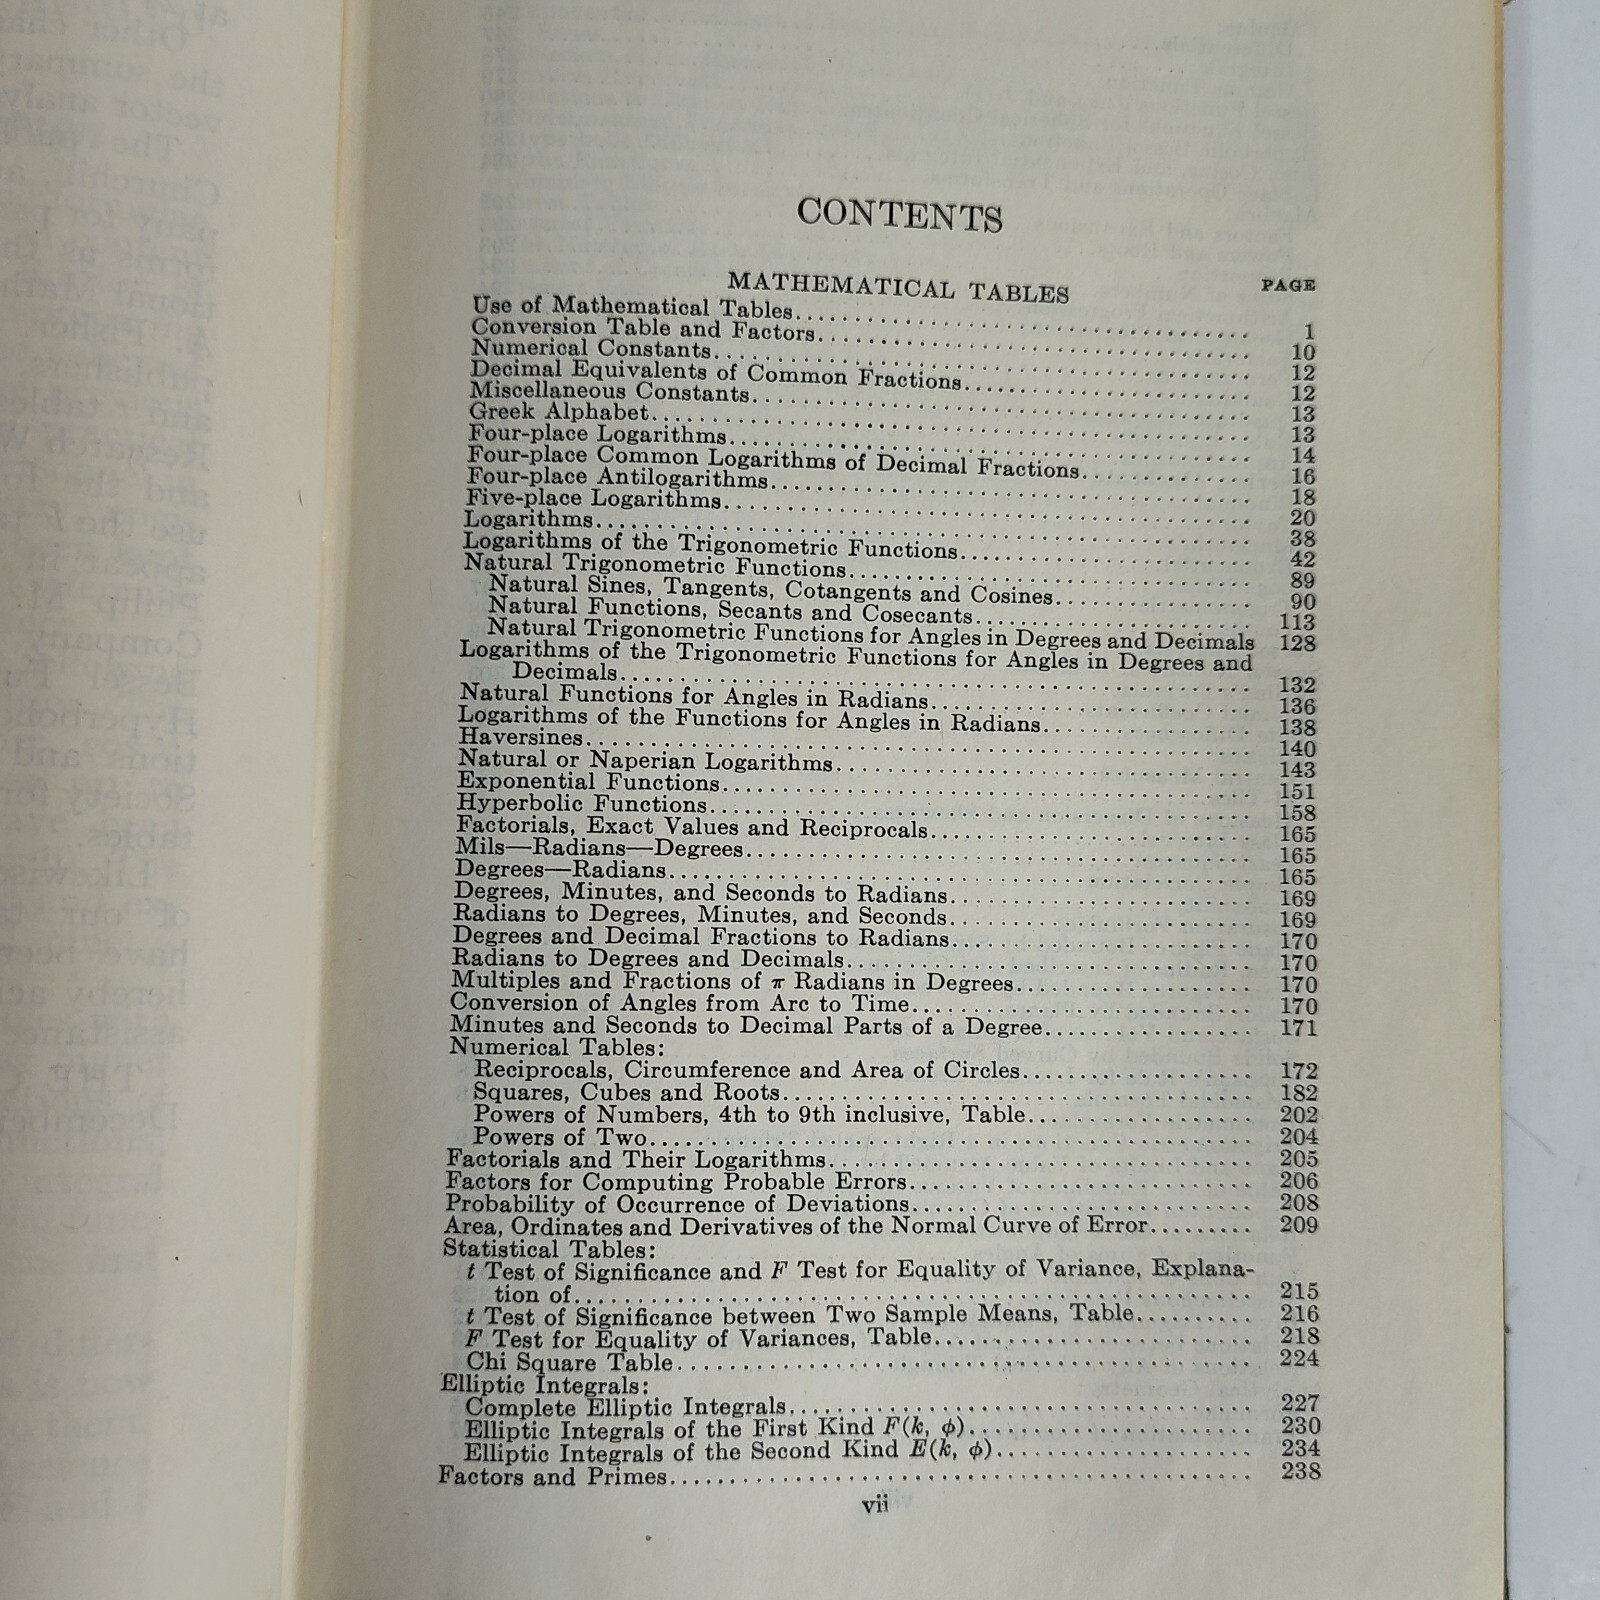 CONTENTS
MATHEMATICAL TABLES PAGE
Use of Mathematical Tables 1
Conversion Table and Factors 10
Numerical Constants 12
Decimal Equivalents of Common Fractions 12
Miscellaneous Constants 13
Greek Alphabet 13
Four-place Logarithms 14
Four-place Common Logarithms of Decimal Fractions 16
Four-place Antilogarithms 18
Five-place Logarithms 20
Logarithms 38
Logarithms of the Trigonometric Functions 42
Natural Trigonometric Functions 89
Natural Sines, Tangents, Cotangents and Cosines 90
Natural Functions, Secants and Cosecants 113
Natural Trigonometric Functions for Angles in Degrees and Decimals 128
Logarithms of the Trigonometric Functions for Angles in Degrees and
Decimals 132
Natural Functions for Angles in Radians 136
Logarithms of the Functions for Angles in Radians 138
Haversines 140
Natural or Naperian Logarithms 143
Exponential Functions 151
Hyperbolic Functions 158
Factorials, Exact Values and Reciprocals 165
Mils—Radians—Degrees 165
Degrees—Radians 165
Degrees, Minutes, and Seconds to Radians 169
Radians to Degrees, Minutes, and Seconds 169
Degrees and Decimal Fractions to Radians 170
Radians to Degrees and Decimals 170
Multiples and Fractions of π Radians in Degrees 170
Conversion of Angles from Arc to Time 170
Minutes and Seconds to Decimal Parts of a Degree 171
Numerical Tables:
Reciprocals, Circumference and Area of Circles 172
Squares, Cubes and Roots 182
Powers of Numbers, 4th to 9th inclusive, Table 202
Powers of Two 204
Factorials and Their Logarithms 205
Factors for Computing Probable Errors 206
Probability of Occurrence of Deviations 208
Area, Ordinates and Derivatives of the Normal Curve of Error 209
Statistical Tables:
t Test of Significance and F Test for Equality of Variance, Explana-
tion of 215
t Test of Significance between Two Sample Means, Table 216
F Test for Equality of Variances, Table 218
Chi Square Table 224
Elliptic Integrals:
Complete Elliptic Integrals 227
Elliptic Integrals of the First Kind F(k, φ) 230
Elliptic Integrals of the Second Kind E(k, φ) 234
Factors and Primes 238
vii